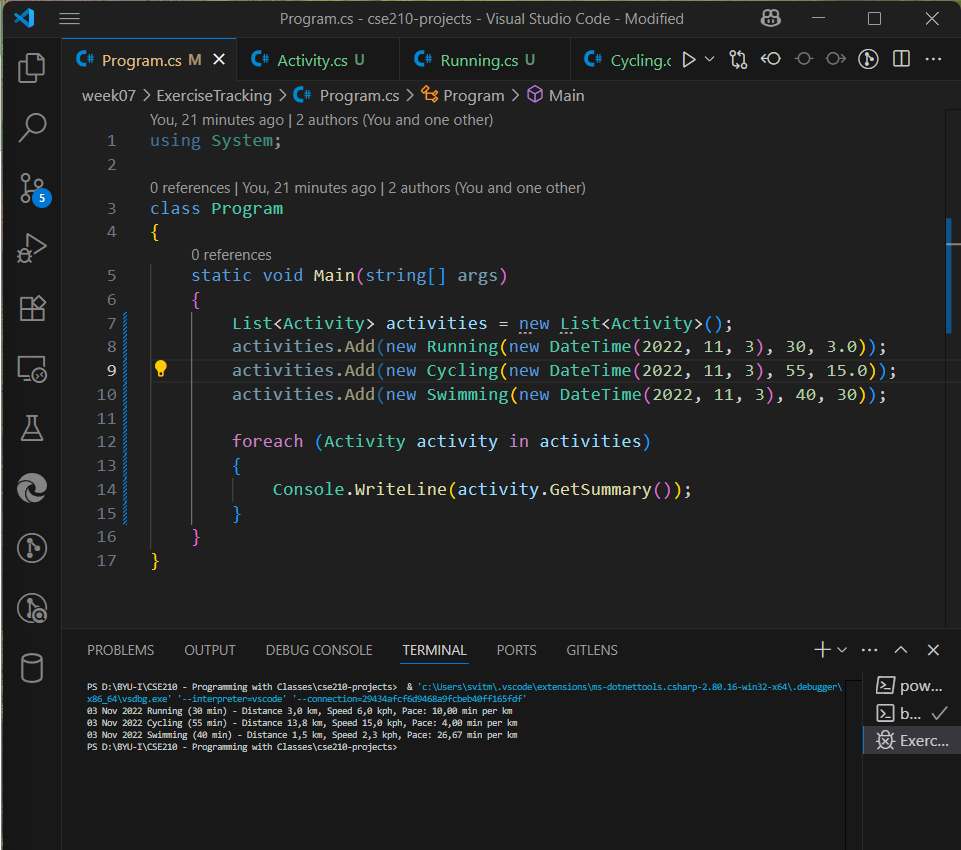 Program.cs - cse210-projects - Visual Studio Code - Modified
C# Program.cs M
C# Activity.cs U
C# Running.cs U
C# Cycling.c
week07 > ExerciseTracking > C# Program.cs > Program > Main
You, 21 minutes ago | 2 authors (You and one other)
1 using System;
2
0 references | You, 21 minutes ago | 2 authors (You and one other)
3 class Program
4 {
0 references
5 static void Main(string[] args)
6 {
7 List<Activity> activities = new List<Activity>();
8 activities.Add(new Running(new DateTime(2022, 11, 3), 30, 3.0));
9 activities.Add(new Cycling(new DateTime(2022, 11, 3), 55, 15.0));
10 activities.Add(new Swimming(new DateTime(2022, 11, 3), 40, 30));
11
12 foreach (Activity activity in activities)
13 {
14 Console.WriteLine(activity.GetSummary());
15 }
16 }
17 }
5
PROBLEMS OUTPUT DEBUG CONSOLE TERMINAL PORTS GITLENS
PS D:\BYU-I\CSE210 - Programming with Classes\cse210-projects> & 'c:\Users\svitm\.vscode\extensions\ms-dotnettools.csharp-2.80.16-win32-x64\.debugger\
x86_64\vsdbg.exe' '--interpreter=vscode' '--connection=29434afcf6d9468a9fcbeb40ff165fdf'
03 Nov 2022 Running (30 min) - Distance 3,0 km, Speed 6,0 kph, Pace: 10,00 min per km
03 Nov 2022 Cycling (55 min) - Distance 13,8 km, Speed 15,0 kph, Pace: 4,00 min per km
03 Nov 2022 Swimming (40 min) - Distance 1,5 km, Speed 2,3 kph, Pace: 26,67 min per km
PS D:\BYU-I\CSE210 - Programming with Classes\cse210-projects>
pow...
b...
Exerc...